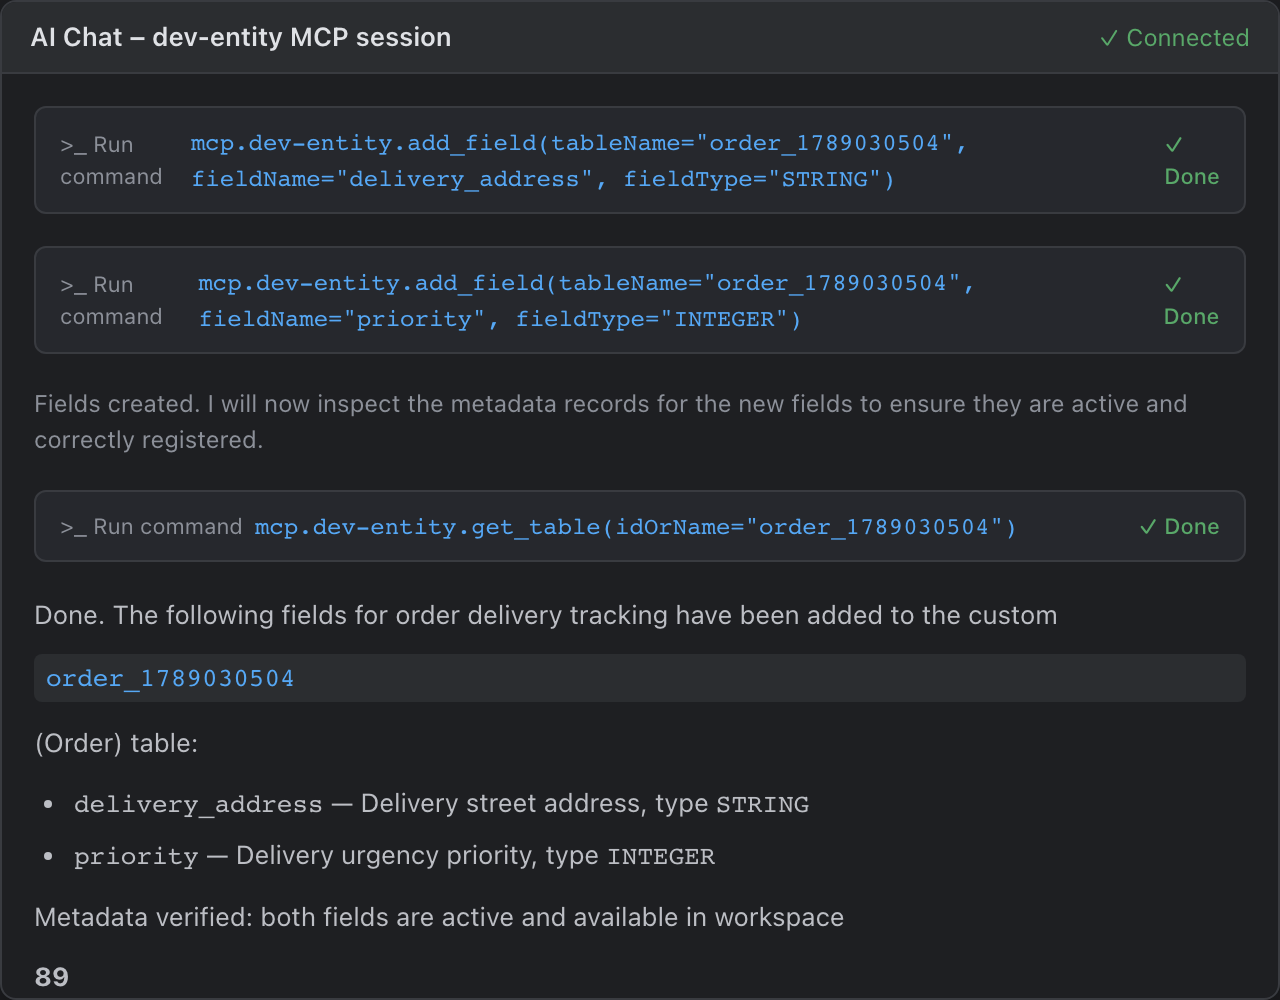 AI Chat – dev-entity MCP session
✓ Connected
>_ Run command
mcp.dev-entity.add_field(tableName="order_1789030504",
fieldName="delivery_address", fieldType="STRING")
✓ Done
>_ Run command
mcp.dev-entity.add_field(tableName="order_1789030504",
fieldName="priority", fieldType="INTEGER")
✓ Done
Fields created. I will now inspect the metadata records for the new fields to ensure they are active and
correctly registered.
>_ Run command mcp.dev-entity.get_table(idOrName="order_1789030504") ✓ Done
Done. The following fields for order delivery tracking have been added to the custom
order_1789030504
(Order) table:
• delivery_address — Delivery street address, type STRING
• priority — Delivery urgency priority, type INTEGER
Metadata verified: both fields are active and available in workspace
89